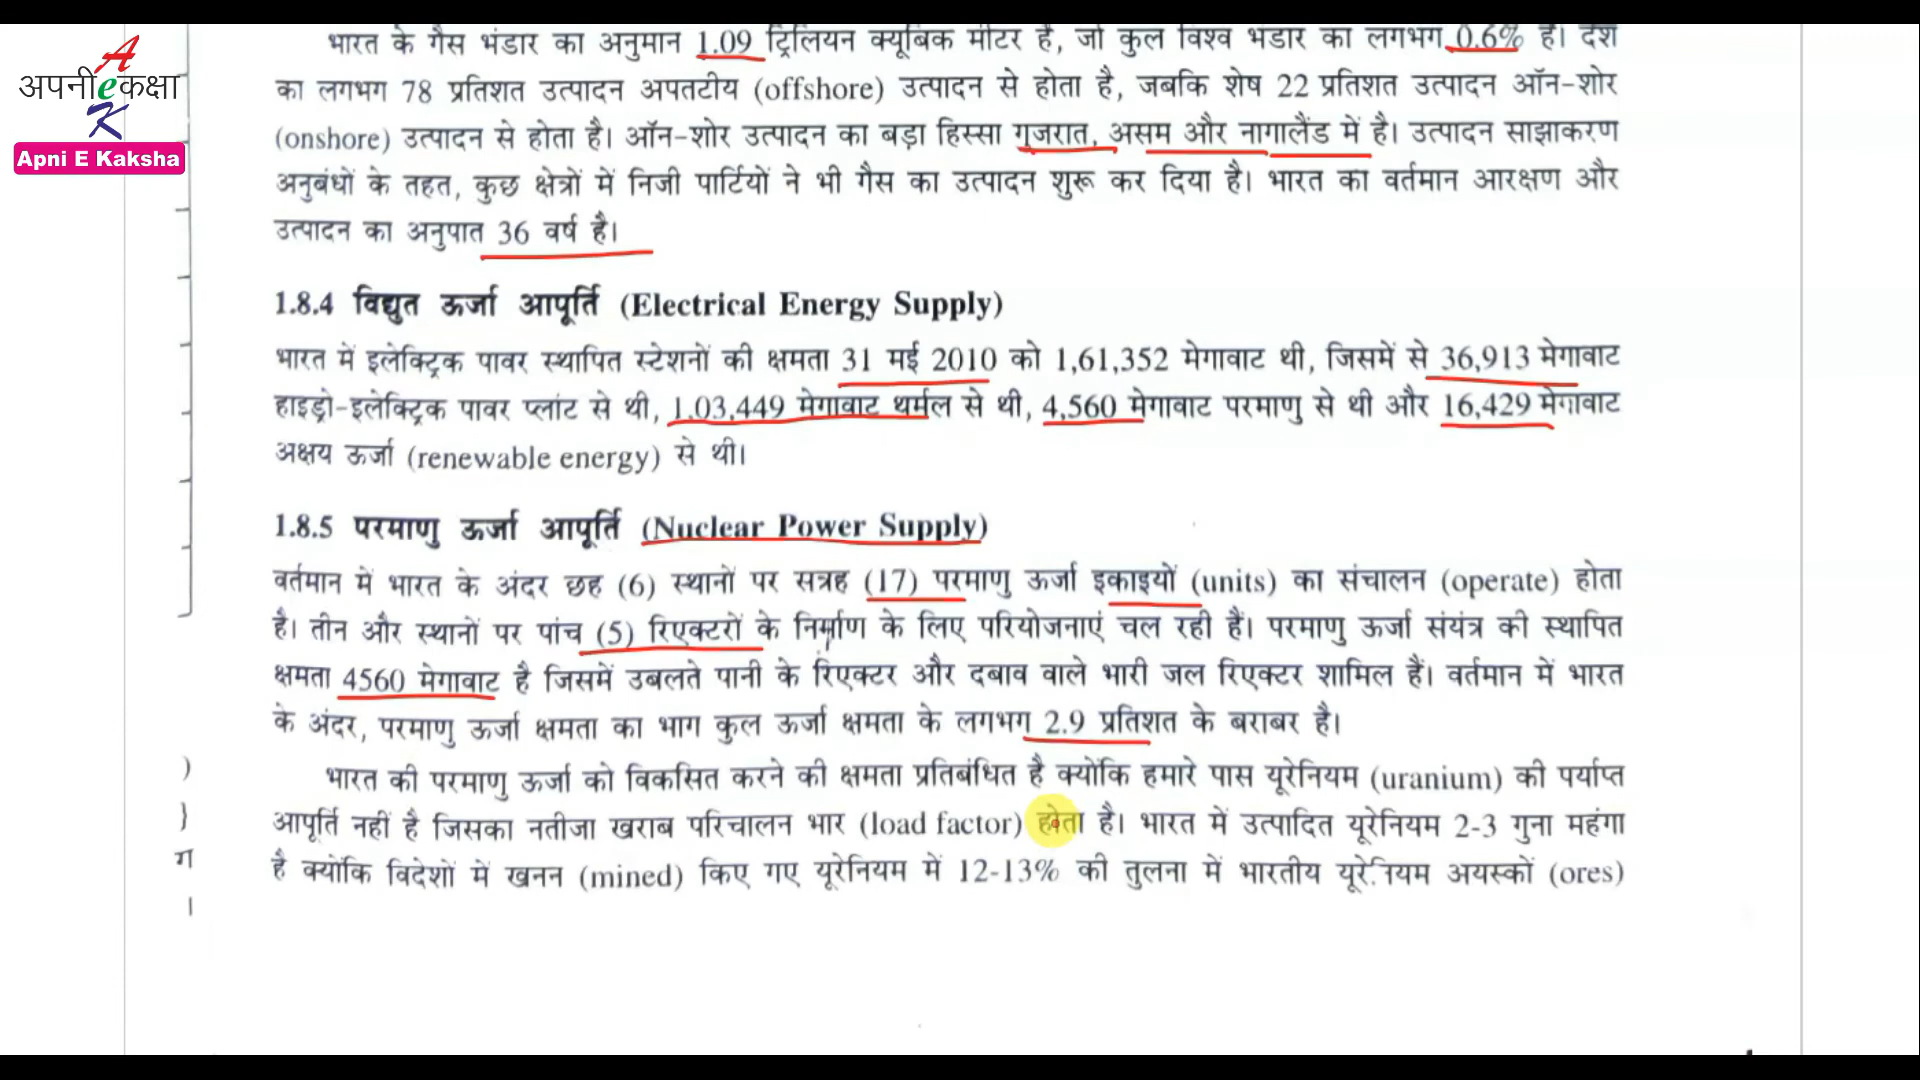 भारत के गैस भंडार का अनुमान 1.09 ट्रिलियन क्यूबिक मीटर है, जो कुल विश्व भंडार का लगभग 0.6% है। देश
का लगभग 78 प्रतिशत उत्पादन अपतटीय (offshore) उत्पादन से होता है, जबकि शेष 22 प्रतिशत उत्पादन ऑन-शोर
(onshore) उत्पादन से होता है। ऑन-शोर उत्पादन का बड़ा हिस्सा गुजरात, असम और नागालैंड में है। उत्पादन साझाकरण
अनुबंधों के तहत, कुछ क्षेत्रों में निजी पार्टियों ने भी गैस का उत्पादन शुरू कर दिया है। भारत का वर्तमान आरक्षण और
उत्पादन का अनुपात 36 वर्ष है।
1.8.4 विद्युत ऊर्जा आपूर्ति (Electrical Energy Supply)
भारत में इलेक्ट्रिक पावर स्थापित स्टेशनों की क्षमता 31 मई 2010 को 1,61,352 मेगावाट थी, जिसमें से 36,913 मेगावाट
हाइड्रो-इलेक्ट्रिक पावर प्लांट से थी, 1,03,449 मेगावाट थर्मल से थी, 4,560 मेगावाट परमाणु से थी और 16,429 मेगावाट
अक्षय ऊर्जा (renewable energy) से थी।
1.8.5 परमाणु ऊर्जा आपूर्ति (Nuclear Power Supply)
वर्तमान में भारत के अंदर छह (6) स्थानों पर सत्रह (17) परमाणु ऊर्जा इकाइयों (units) का संचालन (operate) होता
है। तीन और स्थानों पर पांच (5) रिएक्टरों के निर्माण के लिए परियोजनाएं चल रही हैं। परमाणु ऊर्जा संयंत्र की स्थापित
क्षमता 4560 मेगावाट है जिसमें उबलते पानी के रिएक्टर और दबाव वाले भारी जल रिएक्टर शामिल हैं। वर्तमान में भारत
के अंदर, परमाणु ऊर्जा क्षमता का भाग कुल ऊर्जा क्षमता के लगभग 2.9 प्रतिशत के बराबर है।
भारत की परमाणु ऊर्जा को विकसित करने की क्षमता प्रतिबंधित है क्योंकि हमारे पास यूरेनियम (uranium) की पर्याप्त
आपूर्ति नहीं है जिसका नतीजा खराब परिचालन भार (load factor) होता है। भारत में उत्पादित यूरेनियम 2-3 गुना महंगा
है क्योंकि विदेशों में खनन (mined) किए गए यूरेनियम में 12-13% की तुलना में भारतीय यूरेनियम अयस्कों (ores)
A
अपनी e कक्षा
K
Apni E Kaksha
)
}
ग
।